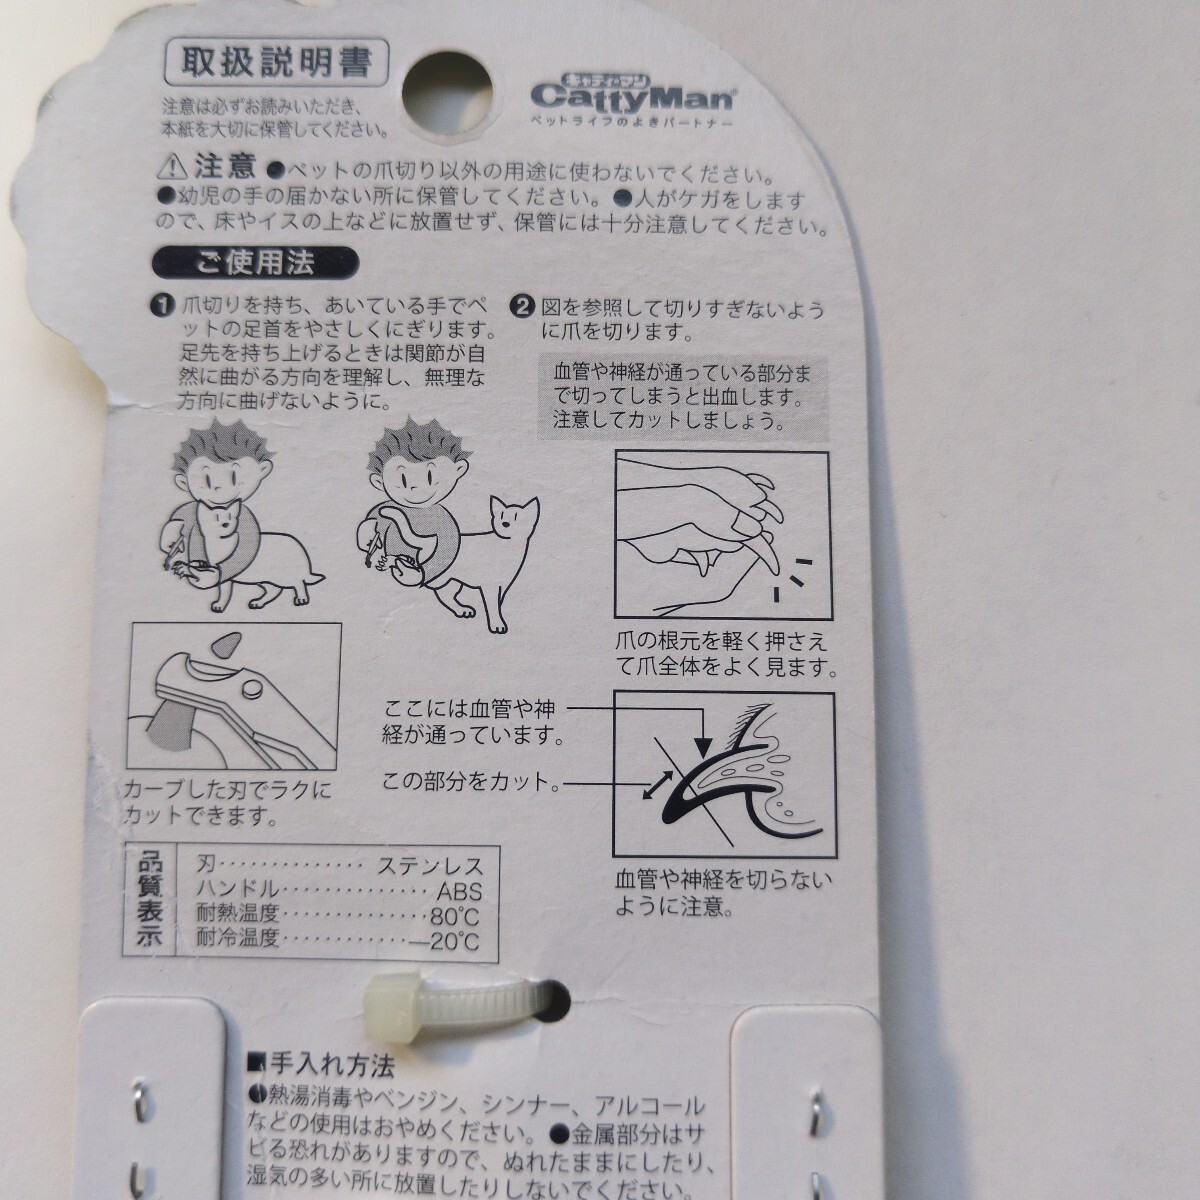 取扱説明書
注意は必ずお読みいただき、
本紙を大切に保管してください。
キャティーマン
CattyMan®
ペットライフのよきパートナー
⚠注意 ●ペットの爪切り以外の用途に使わないでください。
●幼児の手の届かない所に保管してください。●人がケガをします
ので、床やイスの上などに放置せず、保管には十分注意してください。
ご使用法
❶爪切りを持ち、あいている手でペ
ットの足首をやさしくにぎります。
足先を持ち上げるときは関節が自
然に曲がる方向を理解し、無理な
方向に曲げないように。
❷図を参照して切りすぎないよう
に爪を切ります。
血管や神経が通っている部分ま
で切ってしまうと出血します。
注意してカットしましょう。
爪の根元を軽く押さえ
て爪全体をよく見ます。
カーブした刃でラクに
カットできます。
ここには血管や神
経が通っています。
この部分をカット。
血管や神経を切らない
ように注意。
品質表示
刃・・・・・・・・・・・・・・ステンレス
ハンドル・・・・・・・・・・・・・・ABS
耐熱温度・・・・・・・・・・・・・・80℃
耐冷温度・・・・・・・・・・・・—20℃
■手入れ方法
●熱湯消毒やベンジン、シンナー、アルコール
などの使用はおやめください。●金属部分はサ
ビる恐れがありますので、ぬれたままにしたり、
湿気の多い所に放置したりしないでください。